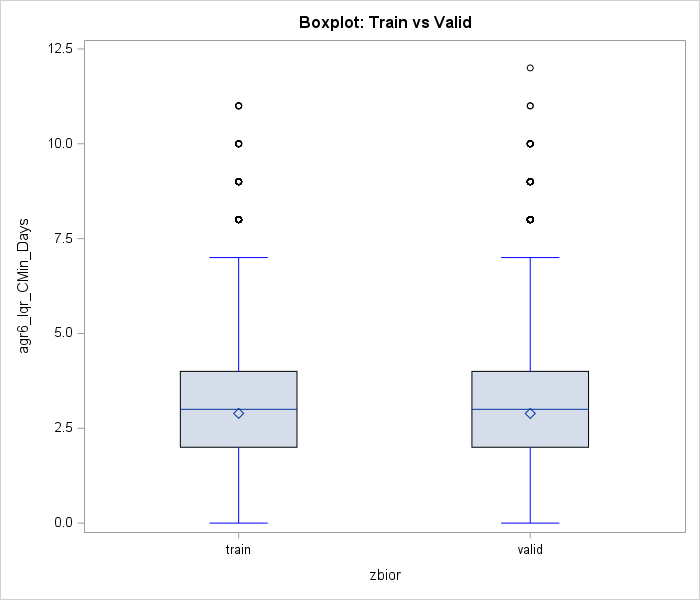 Boxplot: Train vs Valid
12.5
10.0
7.5
5.0
2.5
0.0
agr6_Iqr_CMin_Days
train
valid
zbior